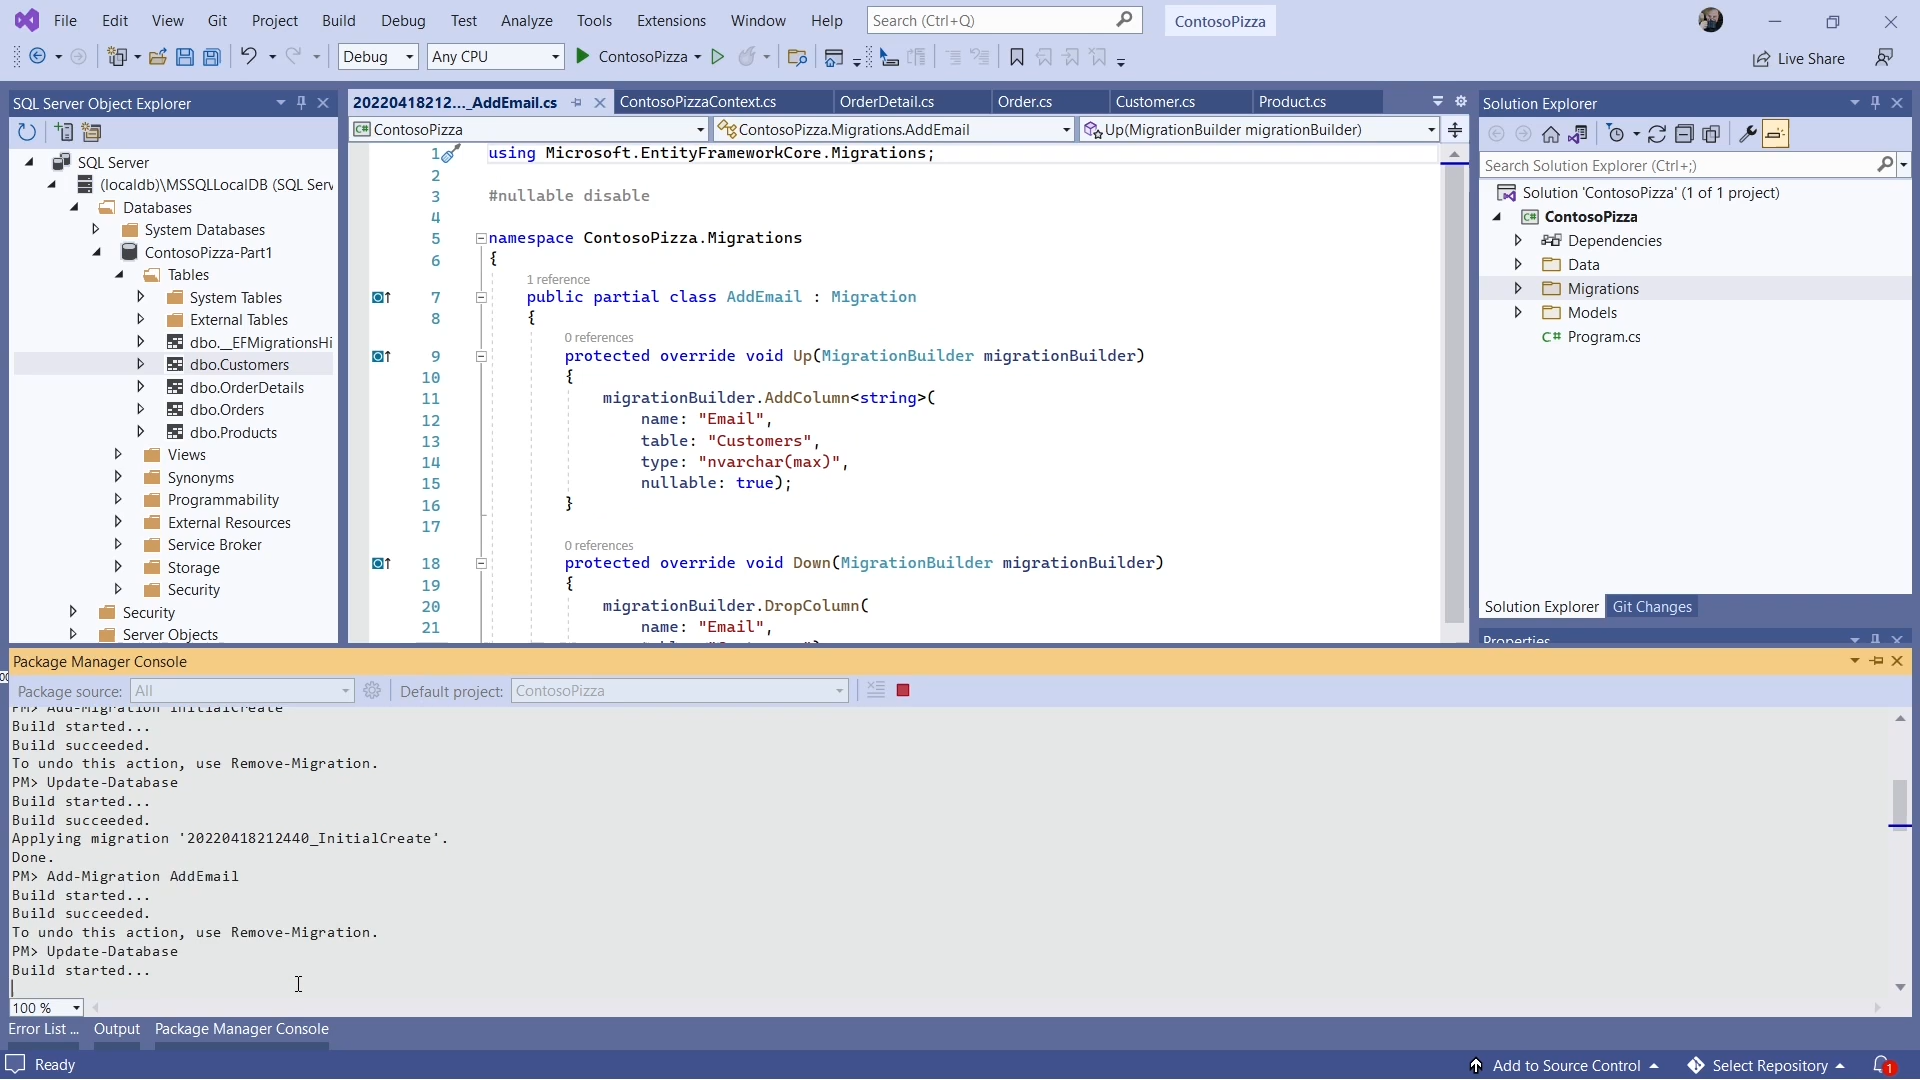 File Edit View Git Project Build Debug Test Analyze Tools Extensions Window Help Search (Ctrl+Q) ContosoPizza
Debug Any CPU ContosoPizza Live Share
SQL Server Object Explorer
SQL Server
(localdb)\MSSQLLocalDB (SQL Serv
Databases
System Databases
ContosoPizza-Part1
Tables
System Tables
External Tables
dbo.__EFMigrationsHi
dbo.Customers
dbo.OrderDetails
dbo.Orders
dbo.Products
Views
Synonyms
Programmability
External Resources
Service Broker
Storage
Security
Security
Server Objects
20220418212..._AddEmail.cs ContosoPizzaContext.cs OrderDetail.cs Order.cs Customer.cs Product.cs
C# ContosoPizza ContosoPizza.Migrations.AddEmail Up(MigrationBuilder migrationBuilder)
1 using Microsoft.EntityFrameworkCore.Migrations;
2
3 #nullable disable
4
5 namespace ContosoPizza.Migrations
6 {
1 reference
7 public partial class AddEmail : Migration
8 {
0 references
9 protected override void Up(MigrationBuilder migrationBuilder)
10 {
11 migrationBuilder.AddColumn<string>(
12 name: "Email",
13 table: "Customers",
14 type: "nvarchar(max)",
15 nullable: true);
16 }
17
0 references
18 protected override void Down(MigrationBuilder migrationBuilder)
19 {
20 migrationBuilder.DropColumn(
21 name: "Email",
Solution Explorer
Search Solution Explorer (Ctrl+;)
Solution 'ContosoPizza' (1 of 1 project)
C# ContosoPizza
Dependencies
Data
Migrations
Models
C# Program.cs
Solution Explorer Git Changes
Properties
Package Manager Console
Package source: All Default project: ContosoPizza
PM> Add-Migration InitialCreate
Build started...
Build succeeded.
To undo this action, use Remove-Migration.
PM> Update-Database
Build started...
Build succeeded.
Applying migration '20220418212440_InitialCreate'.
Done.
PM> Add-Migration AddEmail
Build started...
Build succeeded.
To undo this action, use Remove-Migration.
PM> Update-Database
Build started...
100 %
Error List ... Output Package Manager Console
Ready Add to Source Control Select Repository 1